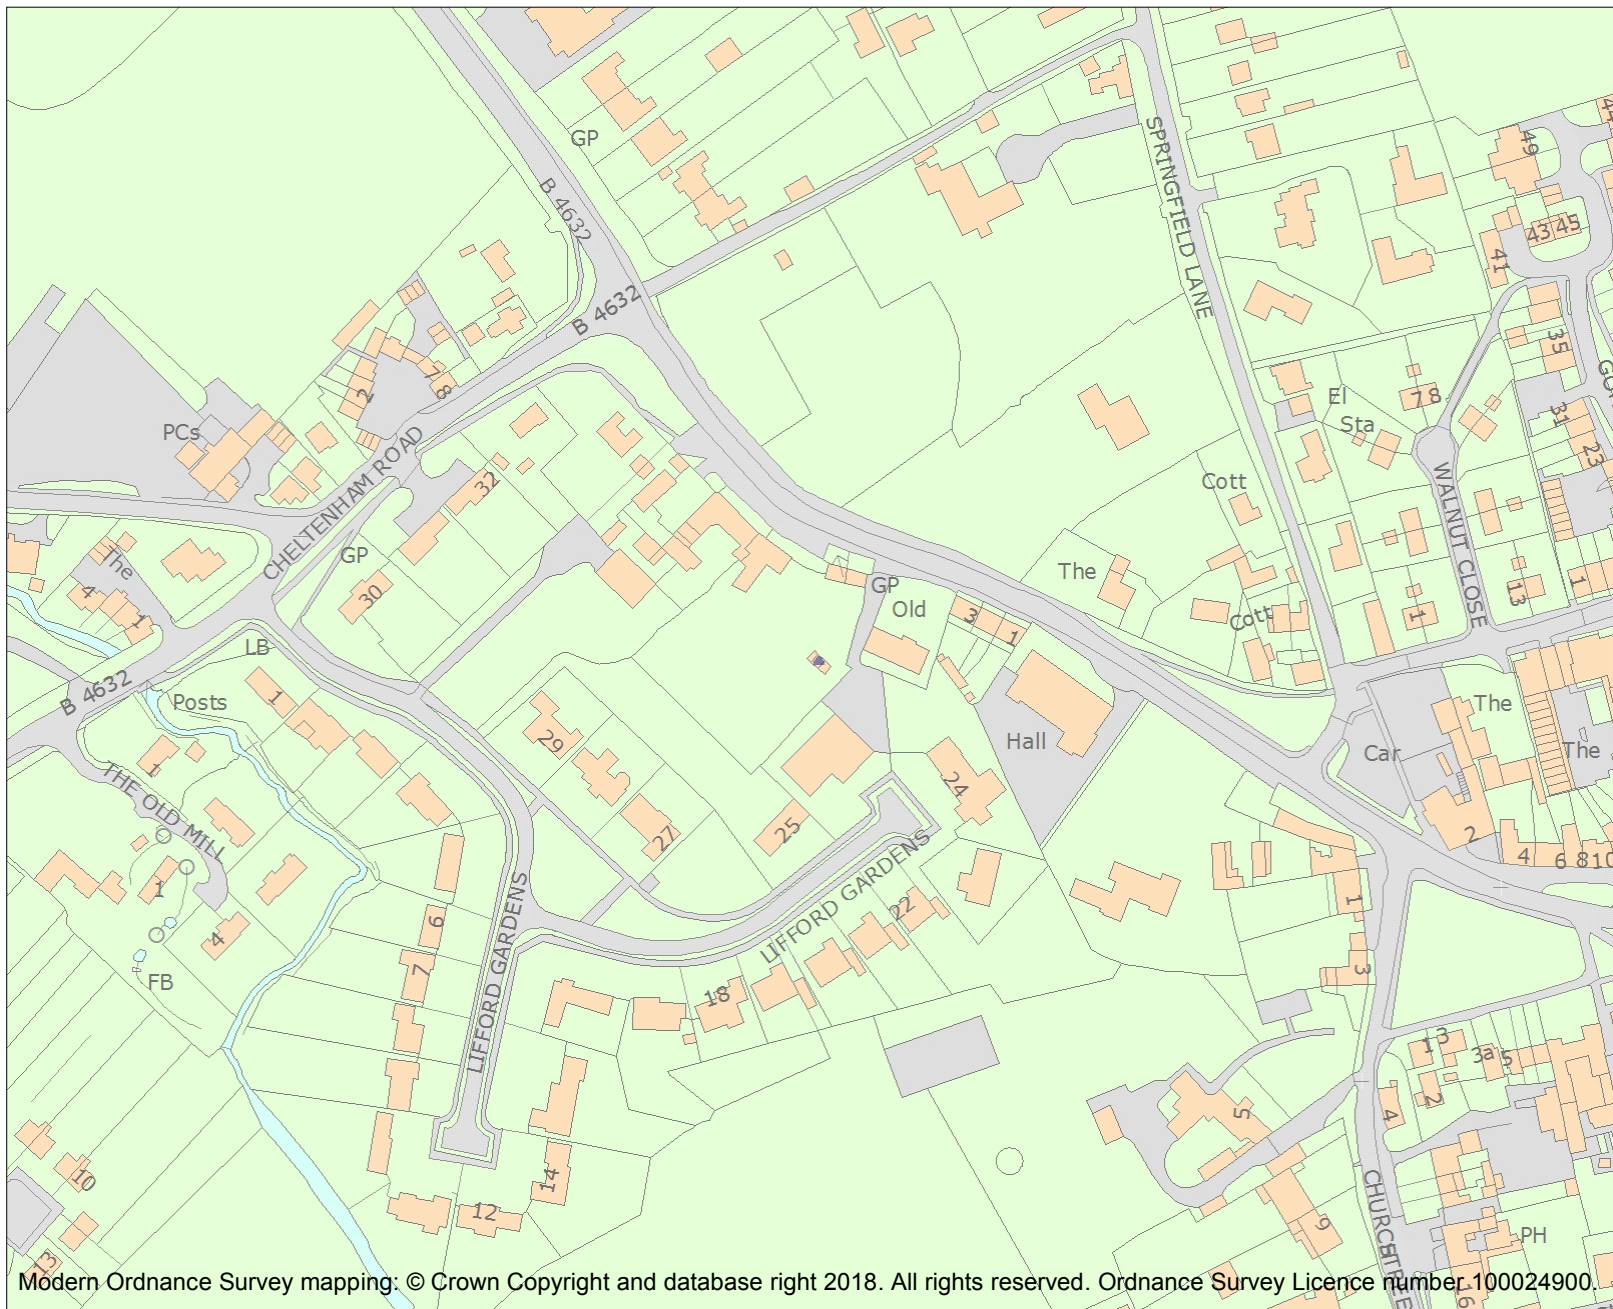 GP
B 4632
SPRINGFIELD LANE
49
43 45
41
B 4632
35
El
Sta
7 8
31
23
2
7
8
PCs
CHELTENHAM ROAD
32
Cott
WALNUT CLOSE
The
4
1
GP
30
GP
Old
3
1
The
Cott
1
13
1
LB
B 4632
Posts
1
29
Hall
24
Car
The
The
THE OLD MILL
1
27
25
2
4
6
8
10
1
4
FB
6
7
LIFFORD GARDENS
LIFFORD GARDENS
22
18
1
3
1
3
3a
5
2
4
5
14
12
10
13
9
CHURCH STREE
PH
16
Modern Ordnance Survey mapping: © Crown Copyright and database right 2018. All rights reserved. Ordnance Survey Licence number 100024900.